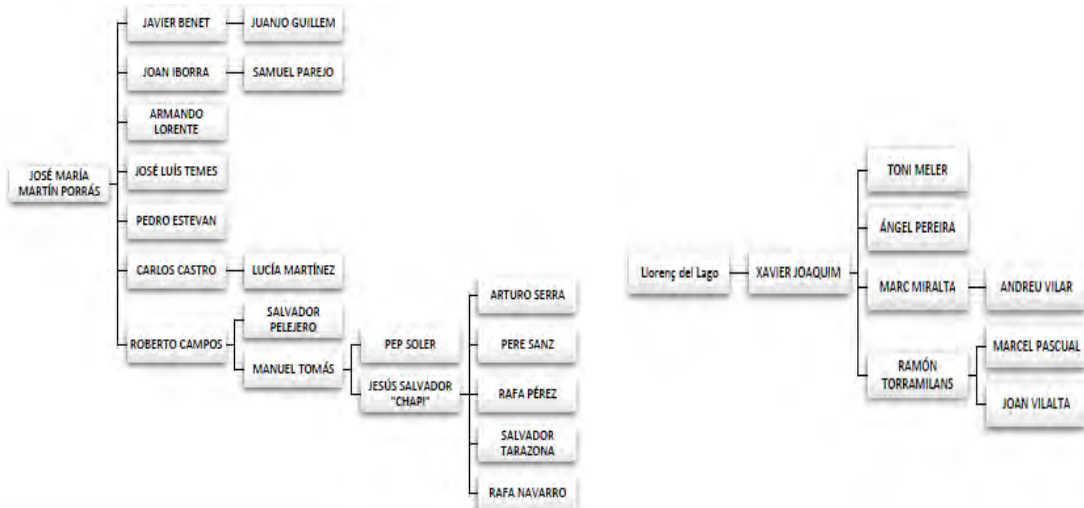 JOSÉ MARÍA
MARTÍN PORRÁS
JAVIER BENET
JUANJO GUILLEM
JOAN IBORRA
SAMUEL PAREJO
ARMANDO
LORENTE
JOSÉ LUÍS TEMES
PEDRO ESTEVAN
CARLOS CASTRO
LUCÍA MARTÍNEZ
ROBERTO CAMPOS
SALVADOR
PELEJERO
MANUEL TOMÁS
PEP SOLER
JESÚS SALVADOR
"CHAPI"
ARTURO SERRA
PERE SANZ
RAFA PÉREZ
SALVADOR
TARAZONA
RAFA NAVARRO
Llorenç del Lago
XAVIER JOAQUIM
TONI MELER
ÁNGEL PEREIRA
MARC MIRALTA
ANDREU VILAR
RAMÓN
TORRAMILANS
MARCEL PASCUAL
JOAN VILALTA